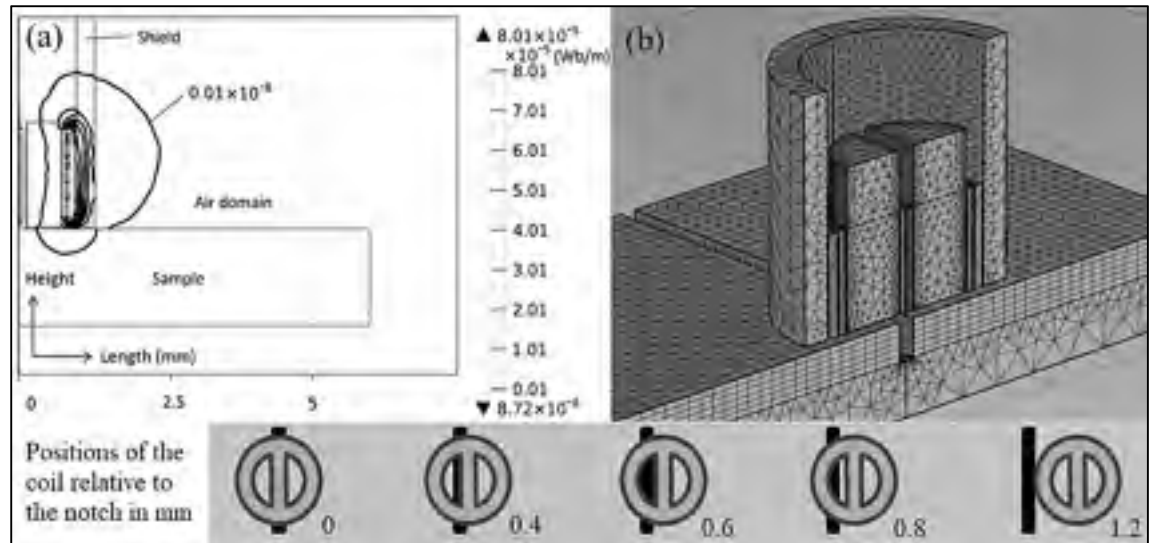 (a)
Shield
0.01×10⁻⁸
Air domain
Height
Sample
Length (mm)
0
2.5
5
▲ 8.01×10⁻⁵
×10⁻⁵ (Wb/m)
8.01
7.01
6.01
5.01
4.01
3.01
2.01
1.01
0.01
▼ 8.72×10⁻⁸
(b)
Positions of the
coil relative to
the notch in mm
0
0.4
0.6
0.8
1.2